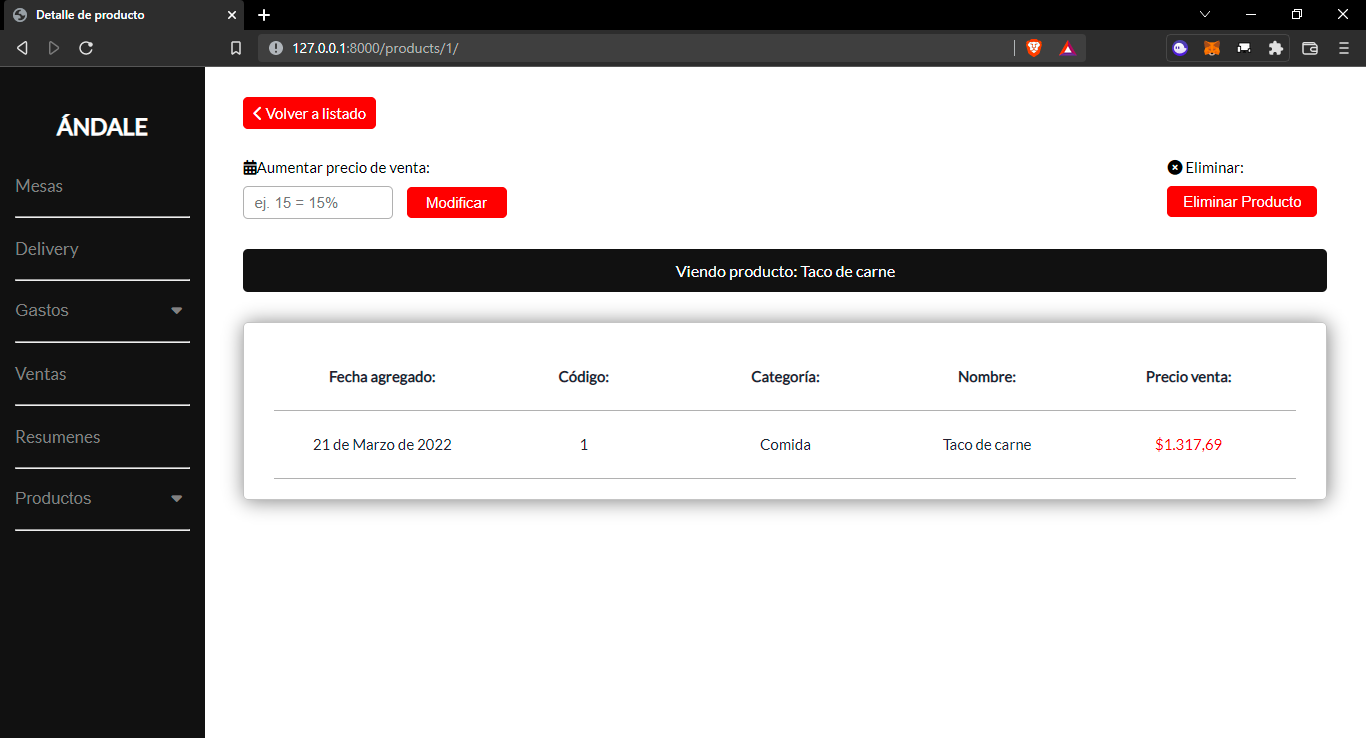 Detalle de producto
127.0.0.1:8000/products/1/
ÁNDALE
Mesas
Delivery
Gastos
Ventas
Resumenes
Productos
Volver a listado
Aumentar precio de venta:
Eliminar:
ej. 15 = 15%
Modificar
Eliminar Producto
Viendo producto: Taco de carne
Fecha agregado: Código: Categoría: Nombre: Precio venta:
21 de Marzo de 2022 1 Comida Taco de carne $1.317,69